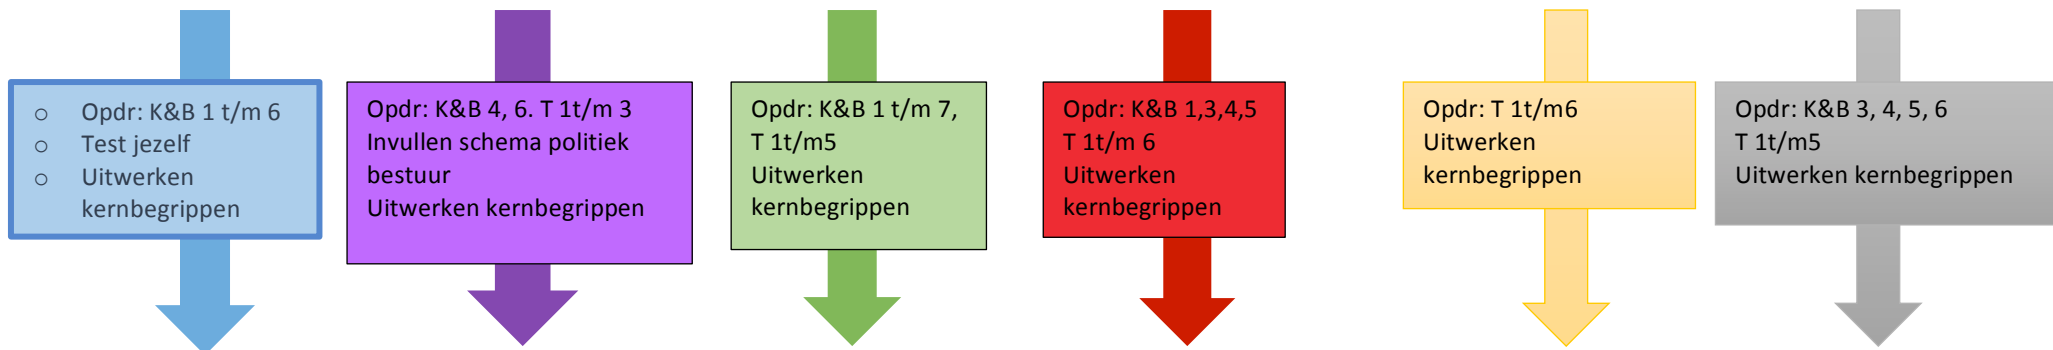 o Opdr: K&B 1 t/m 6
o Test jezelf
o Uitwerken
kernbegrippen
Opdr: K&B 4, 6. T 1t/m 3
Invullen schema politiek
bestuur
Uitwerken kernbegrippen
Opdr: K&B 1 t/m 7,
T 1t/m5
Uitwerken
kernbegrippen
Opdr: K&B 1,3,4,5
T 1t/m 6
Uitwerken
kernbegrippen
Opdr: T 1t/m6
Uitwerken
kernbegrippen
Opdr: K&B 3, 4, 5, 6
T 1t/m5
Uitwerken kernbegrippen